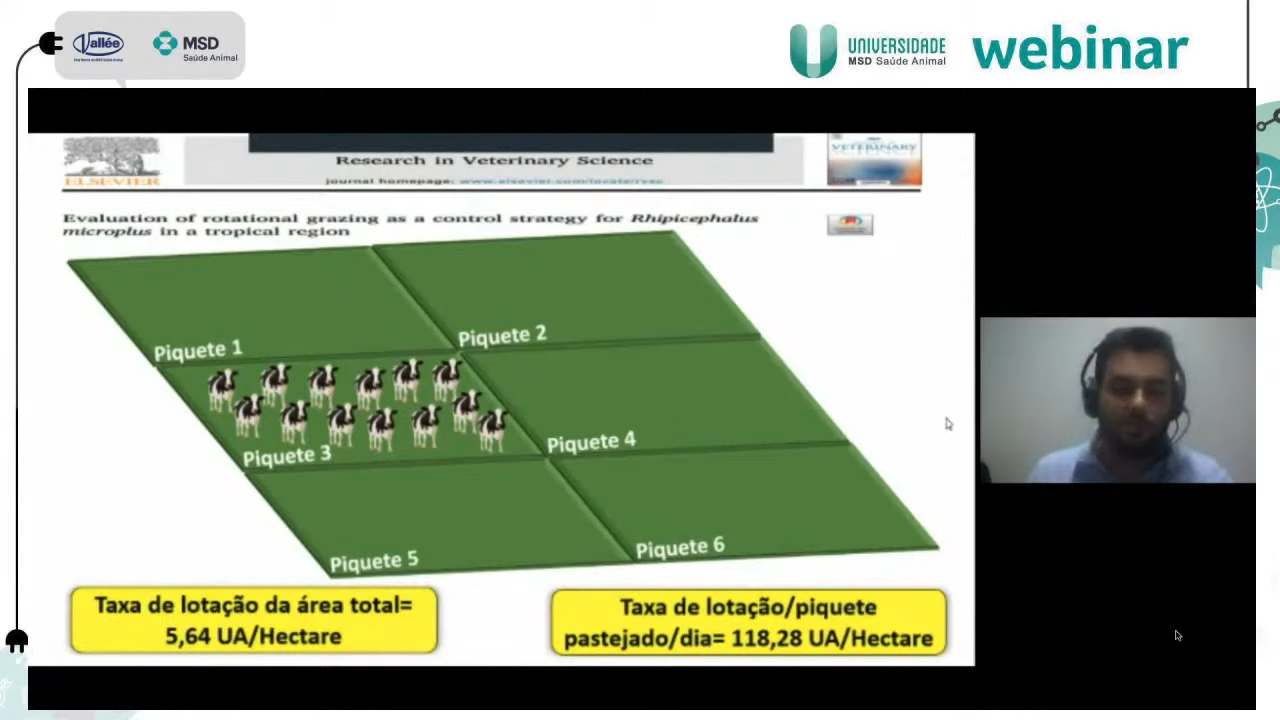 Vallée
MSD
Saúde Animal
UNIVERSIDADE
MSD Saúde Animal
webinar
ELSEVIER
Research in Veterinary Science
journal homepage: www.elsevier.com/locate/rvsc
VETERINARY
SCIENCE
Evaluation of rotational grazing as a control strategy for Rhipicephalus
microplus in a tropical region
Piquete 1
Piquete 2
Piquete 3
Piquete 4
Piquete 5
Piquete 6
Taxa de lotação da área total=
5,64 UA/Hectare
Taxa de lotação/piquete
pastejado/dia= 118,28 UA/Hectare